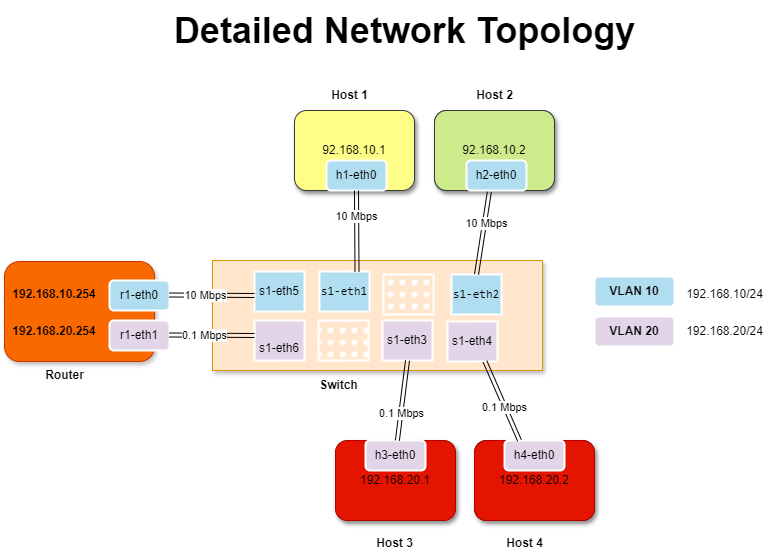 Detailed Network Topology
Host 1
Host 2
92.168.10.1
92.168.10.2
h1-eth0
h2-eth0
10 Mbps
10 Mbps
192.168.10.254
r1-eth0
10 Mbps
s1-eth5
s1-eth1
s1-eth2
VLAN 10
192.168.10/24
192.168.20.254
r1-eth1
0.1 Mbps
s1-eth6
s1-eth3
s1-eth4
VLAN 20
192.168.20/24
Router
Switch
0.1 Mbps
0.1 Mbps
h3-eth0
h4-eth0
192.168.20.1
192.168.20.2
Host 3
Host 4